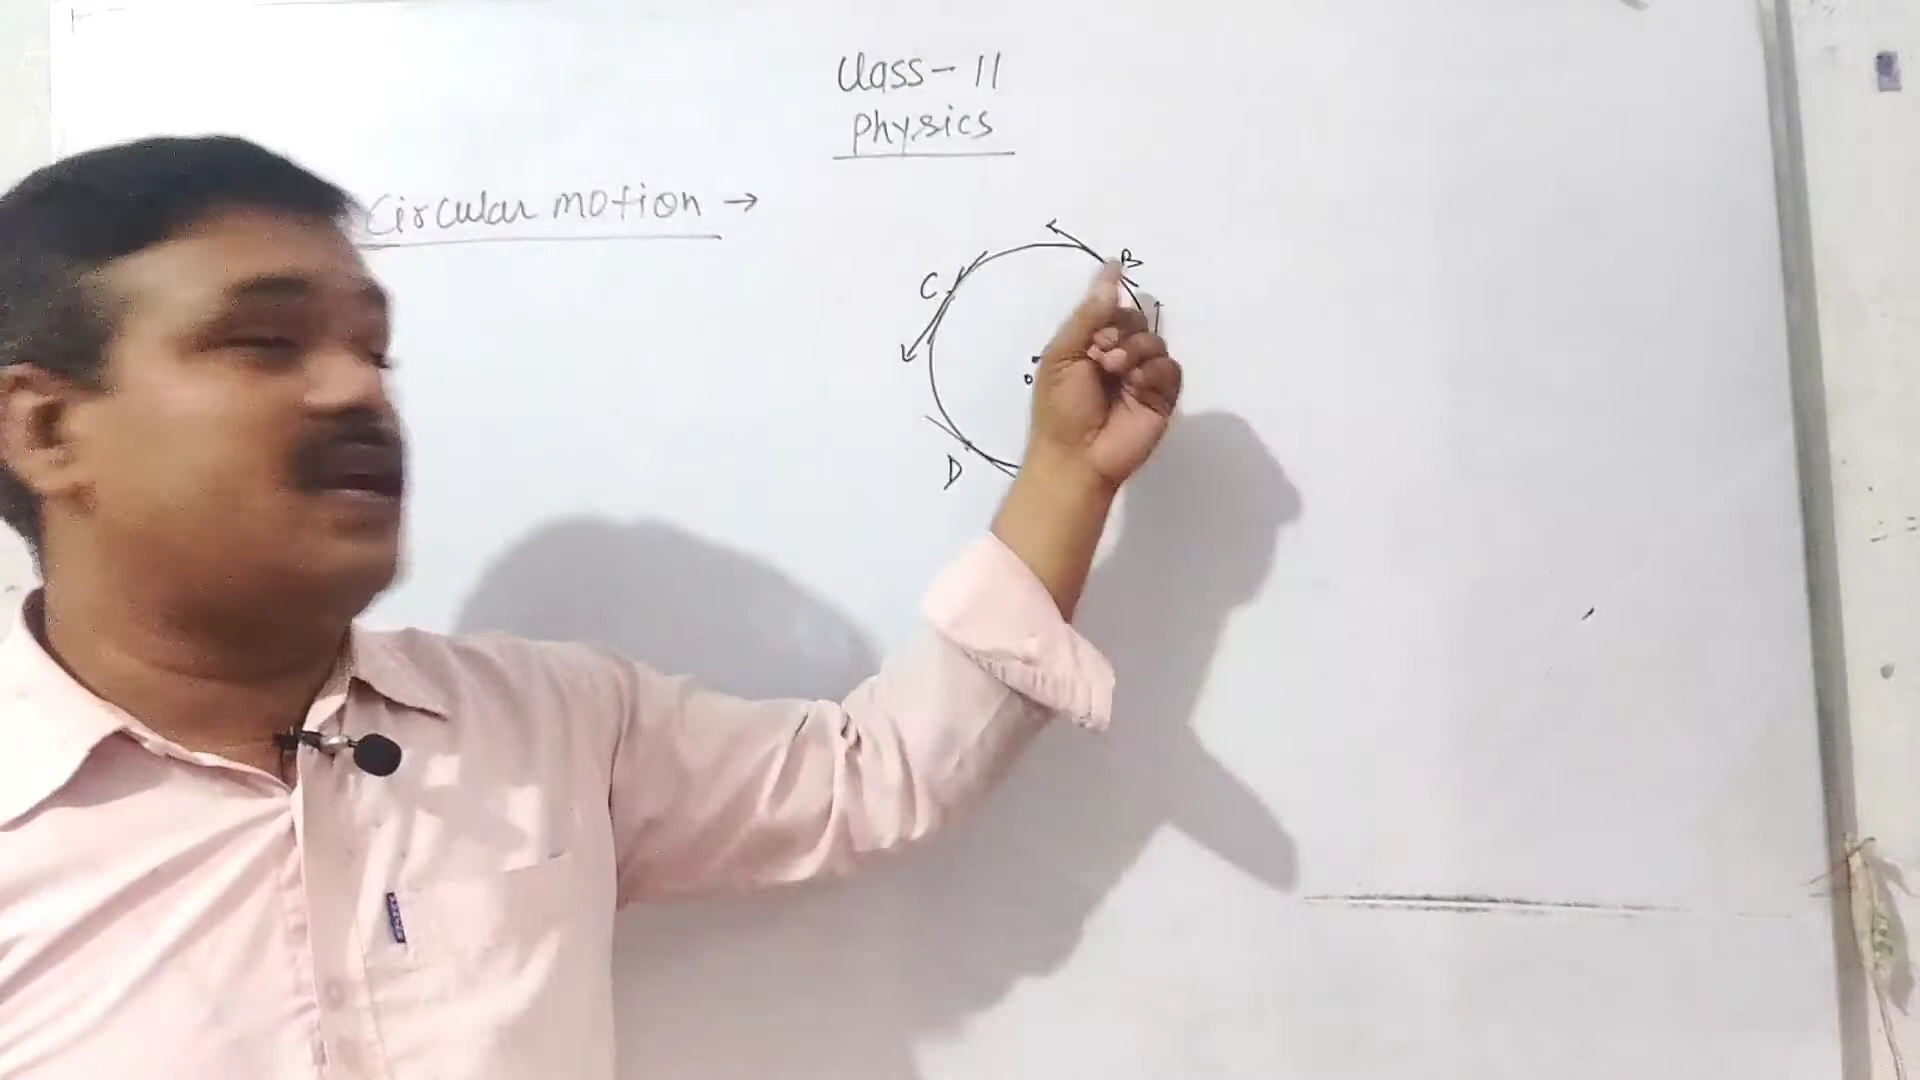 Class - 11
Physics
Circular motion →
B
C
o
D